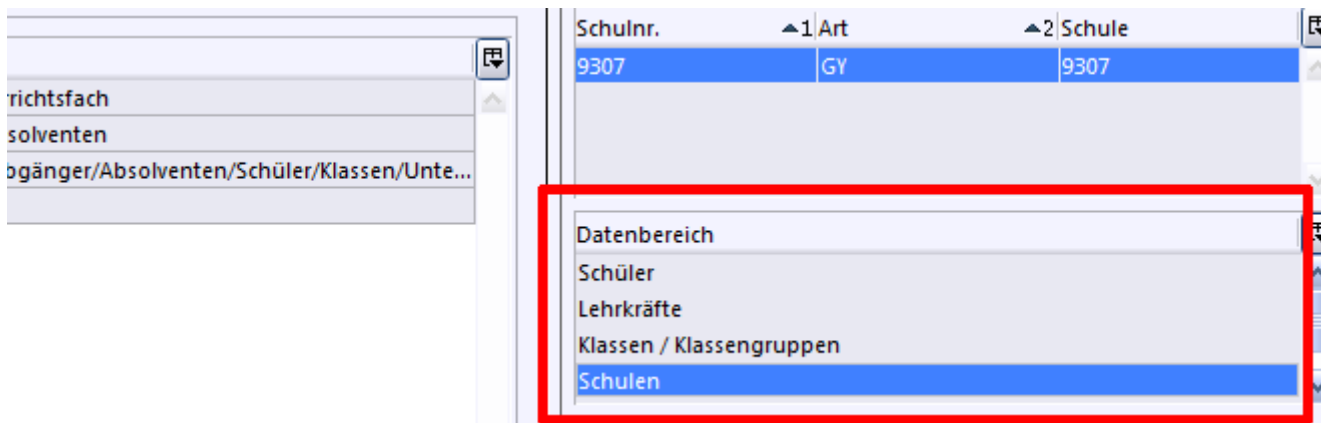 Schulnr. 1 Art 2 Schule
9307 GY 9307
richtsfach
solventen
bgänger/Absolventen/Schüler/Klassen/Unte...
Datenbereich
Schüler
Lehrkräfte
Klassen / Klassengruppen
Schulen